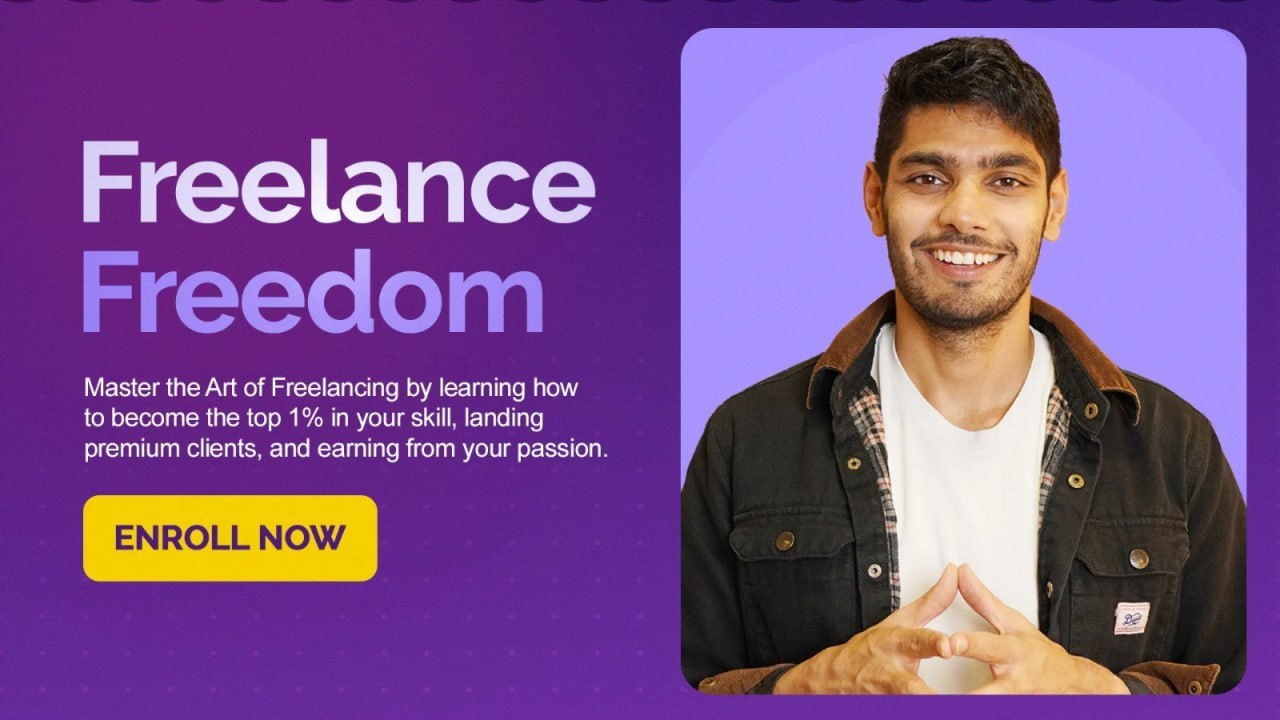 Freelance
Freedom
Master the Art of Freelancing by learning how
to become the top 1% in your skill, landing
premium clients, and earning from your passion.
ENROLL NOW